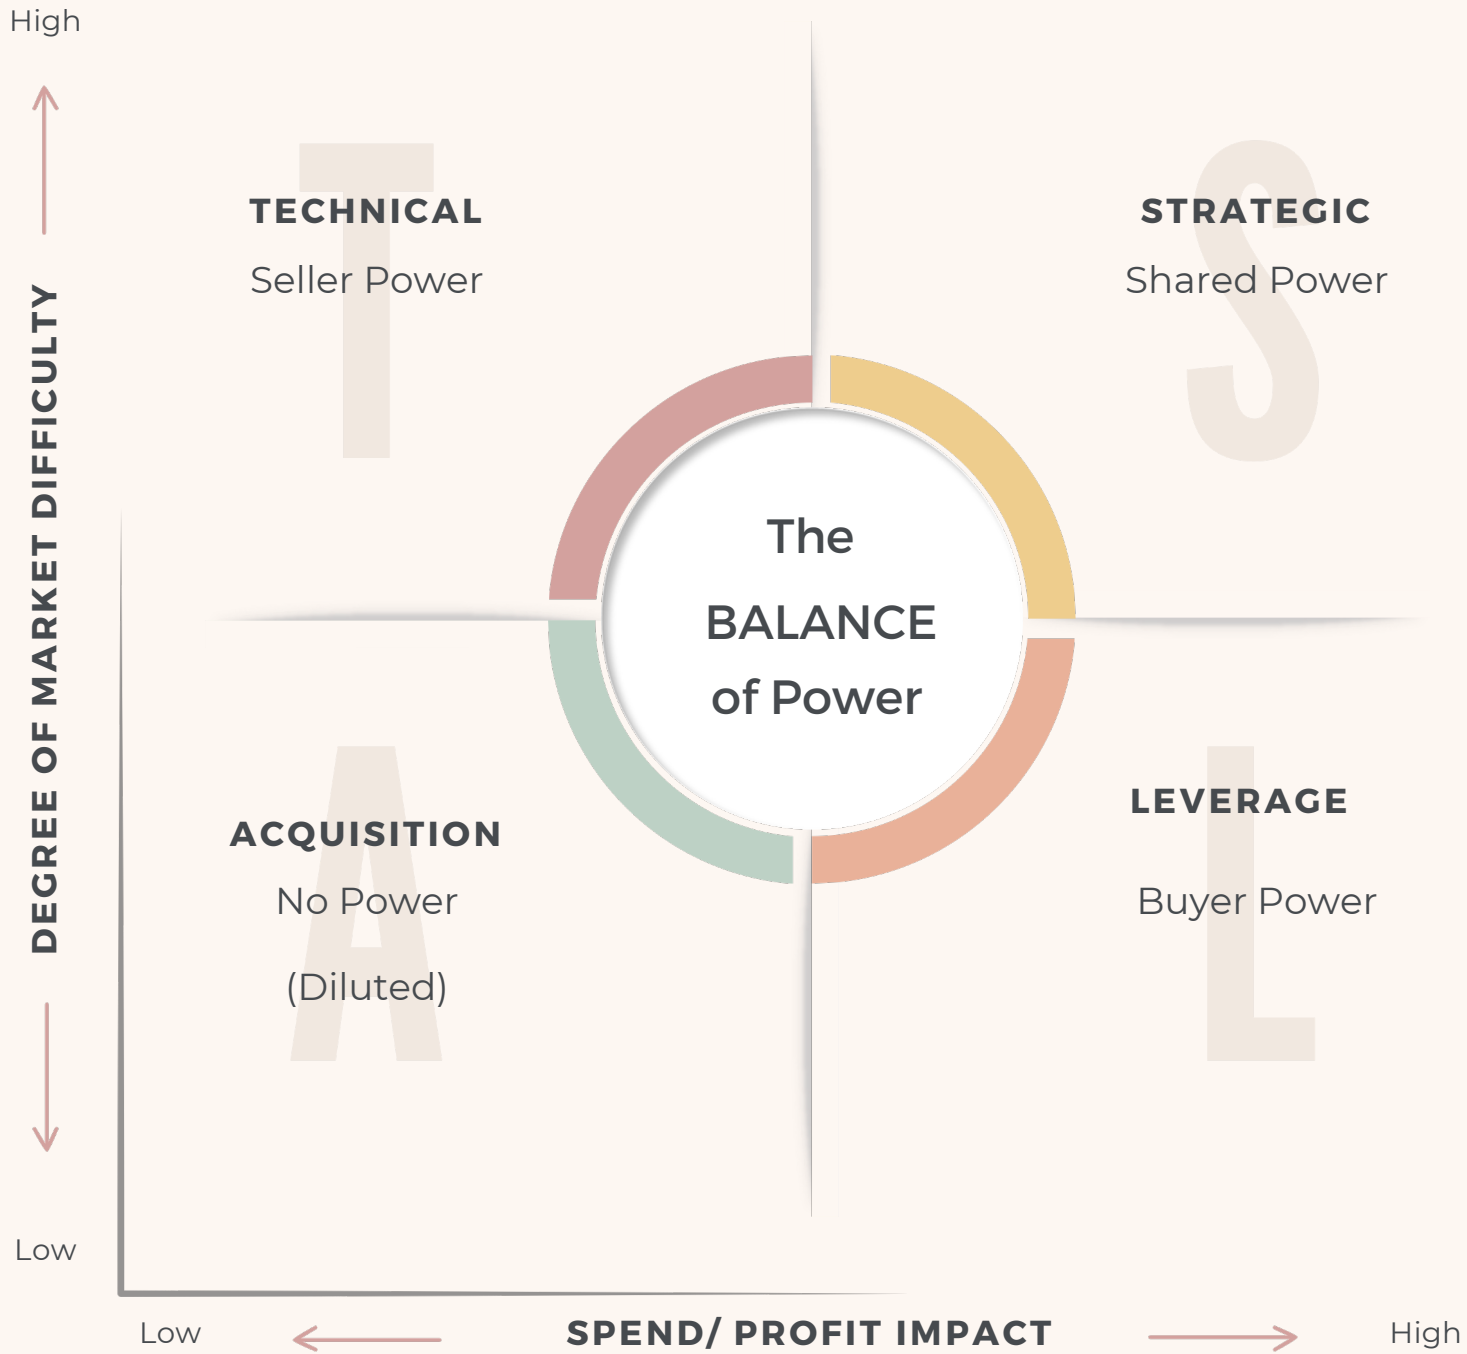 High
DEGREE OF MARKET DIFFICULTY
Low
T
TECHNICAL
Seller Power
S
STRATEGIC
Shared Power
The
BALANCE
of Power
A
ACQUISITION
No Power
(Diluted)
L
LEVERAGE
Buyer Power
Low
SPEND/ PROFIT IMPACT
High